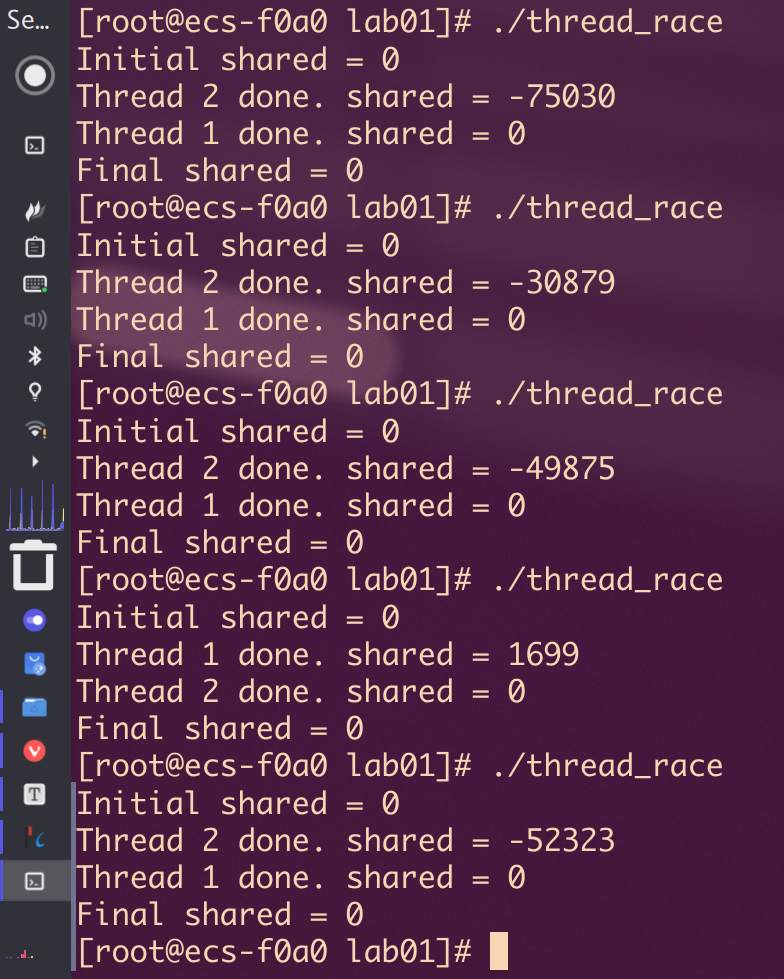 Se...
[root@ecs-f0a0 lab01]# ./thread_race
Initial shared = 0
Thread 2 done. shared = -75030
Thread 1 done. shared = 0
Final shared = 0
[root@ecs-f0a0 lab01]# ./thread_race
Initial shared = 0
Thread 2 done. shared = -30879
Thread 1 done. shared = 0
Final shared = 0
[root@ecs-f0a0 lab01]# ./thread_race
Initial shared = 0
Thread 2 done. shared = -49875
Thread 1 done. shared = 0
Final shared = 0
[root@ecs-f0a0 lab01]# ./thread_race
Initial shared = 0
Thread 1 done. shared = 1699
Thread 2 done. shared = 0
Final shared = 0
[root@ecs-f0a0 lab01]# ./thread_race
Initial shared = 0
Thread 2 done. shared = -52323
Thread 1 done. shared = 0
Final shared = 0
[root@ecs-f0a0 lab01]#